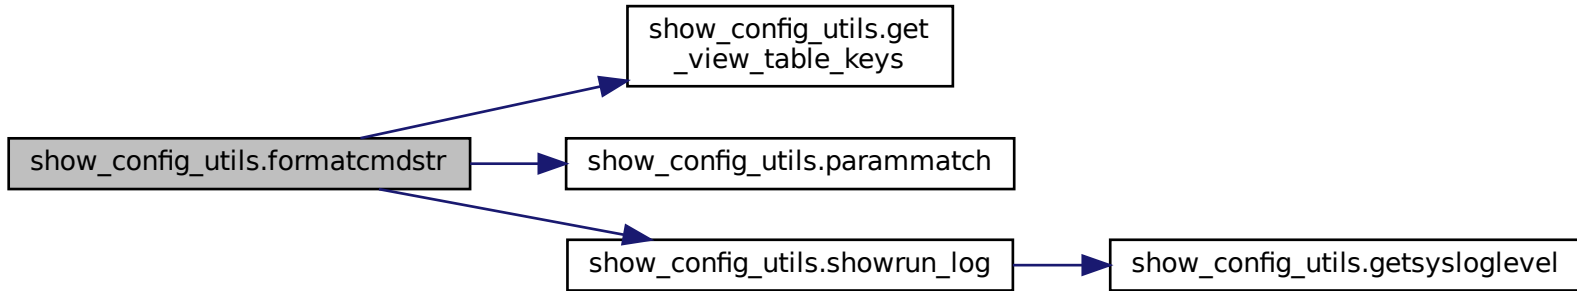 show_config_utils.get
_view_table_keys
show_config_utils.formatcmdstr
show_config_utils.parammatch
show_config_utils.showrun_log
show_config_utils.getsysloglevel